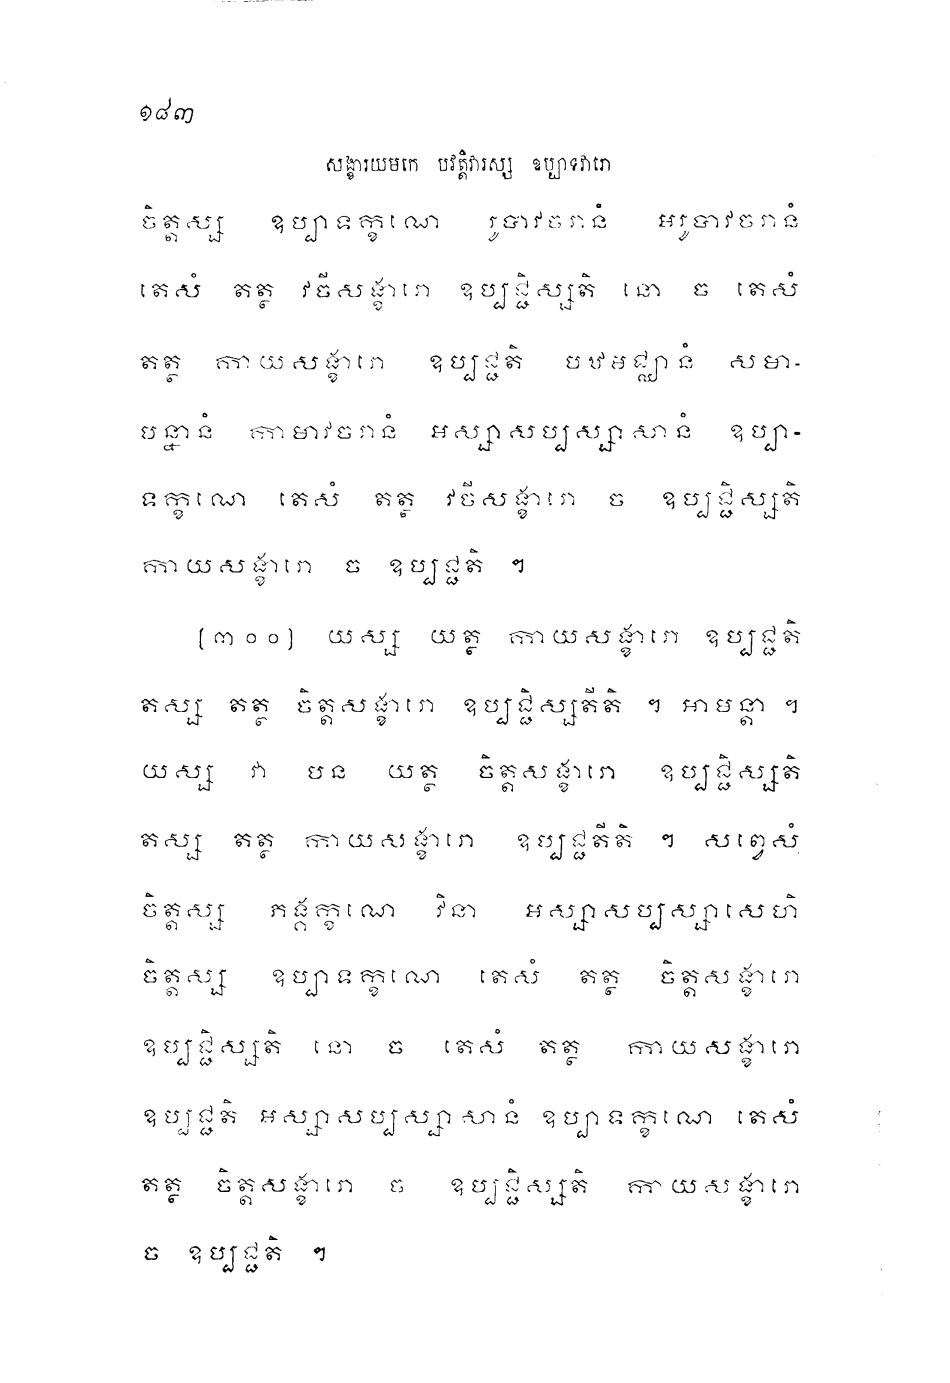 ១៨៣
សង្ខារយមកេ បវត្តិវារស្ស ឧប្បាទវារោ
ចិត្តស្ស ឧប្បាទក្ខណេ រូបាវចរានំ អរូបាវចរានំ
តេសំ តត្ថ វចីសង្ខារោ ឧប្បជ្ជិស្សតិ នោ ច តេសំ
តត្ថ កាយសង្ខារោ ឧប្បជ្ជតិ បឋមជ្ឈានំ សមា-
បន្នានំ កាមាវចរានំ អស្សាសប្បស្សាសានំ ឧប្បា-
ទក្ខណេ តេសំ តត្ថ វចីសង្ខារោ ច ឧប្បជ្ជិស្សតិ
កាយសង្ខារោ ច ឧប្បជ្ជតិ ។
(៣០០) យស្ស យត្ថ កាយសង្ខារោ ឧប្បជ្ជតិ
តស្ស តត្ថ ចិត្តសង្ខារោ ឧប្បជ្ជិស្សតីតិ ។ អាមន្តា ។
យស្ស វា បន យត្ថ ចិត្តសង្ខារោ ឧប្បជ្ជិស្សតិ
តស្ស តត្ថ កាយសង្ខារោ ឧប្បជ្ជតីតិ ។ សព្វេសំ
ចិត្តស្ស ភង្គក្ខណេ វិនា អស្សាសប្បស្សាសេហិ
ចិត្តស្ស ឧប្បាទក្ខណេ តេសំ តត្ថ ចិត្តសង្ខារោ
ឧប្បជ្ជិស្សតិ នោ ច តេសំ តត្ថ កាយសង្ខារោ
ឧប្បជ្ជតិ អស្សាសប្បស្សាសានំ ឧប្បាទក្ខណេ តេសំ
តត្ថ ចិត្តសង្ខារោ ច ឧប្បជ្ជិស្សតិ កាយសង្ខារោ
ច ឧប្បជ្ជតិ ។